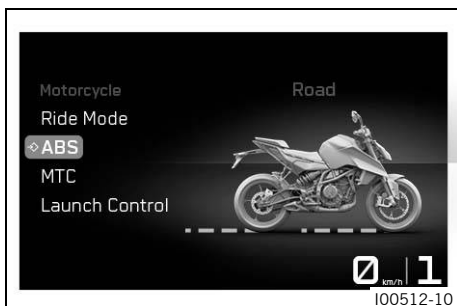 Motorcycle
Road
Ride Mode
ABS
MTC
Launch Control
0 km/h 1
I00512-10